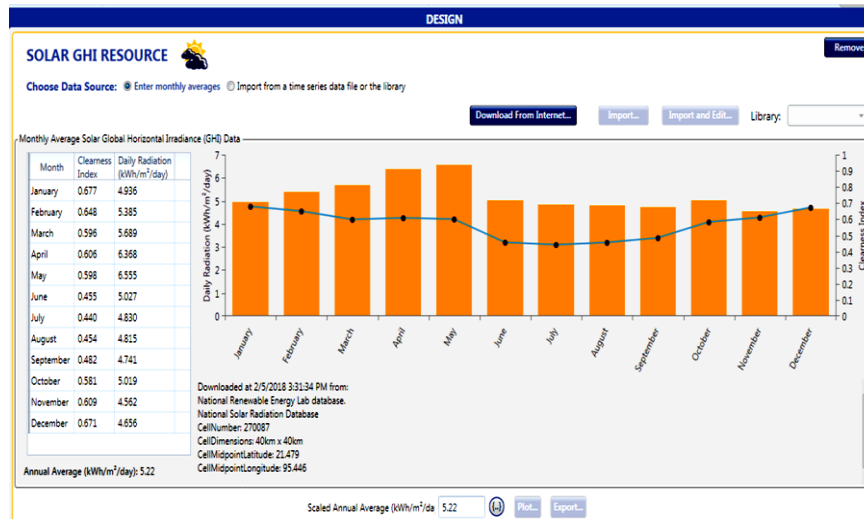 DESIGN
SOLAR GHI RESOURCE
Remove
Choose Data Source: Enter monthly averages Import from a time series data file or the library
Download From Internet... Import... Import and Edit... Library:
Monthly Average Solar Global Horizontal Irradiance (GHI) Data
Month Clearness Index Daily Radiation (kWh/m²/day)
January 0.677 4.936
February 0.648 5.385
March 0.596 5.689
April 0.606 6.368
May 0.598 6.555
June 0.455 5.027
July 0.440 4.830
August 0.454 4.815
September 0.482 4.741
October 0.581 5.019
November 0.609 4.562
December 0.671 4.656
Annual Average (kWh/m²/day): 5.22
Daily Radiation (kWh/m²/day)
7
6
5
4
3
2
1
0
1
0.9
0.8
0.7
0.6
0.5
0.4
0.3
0.2
0.1
0
Clearness Index
January February March April May June July August September October November December
Downloaded at 2/5/2018 3:31:34 PM from:
National Renewable Energy Lab database.
National Solar Radiation Database
CellNumber: 270087
CellDimensions: 40km x 40km
CellMidpointLatitude: 21.479
CellMidpointLongitude: 95.446
Scaled Annual Average (kWh/m²/da 5.22 {..} Plot... Export...